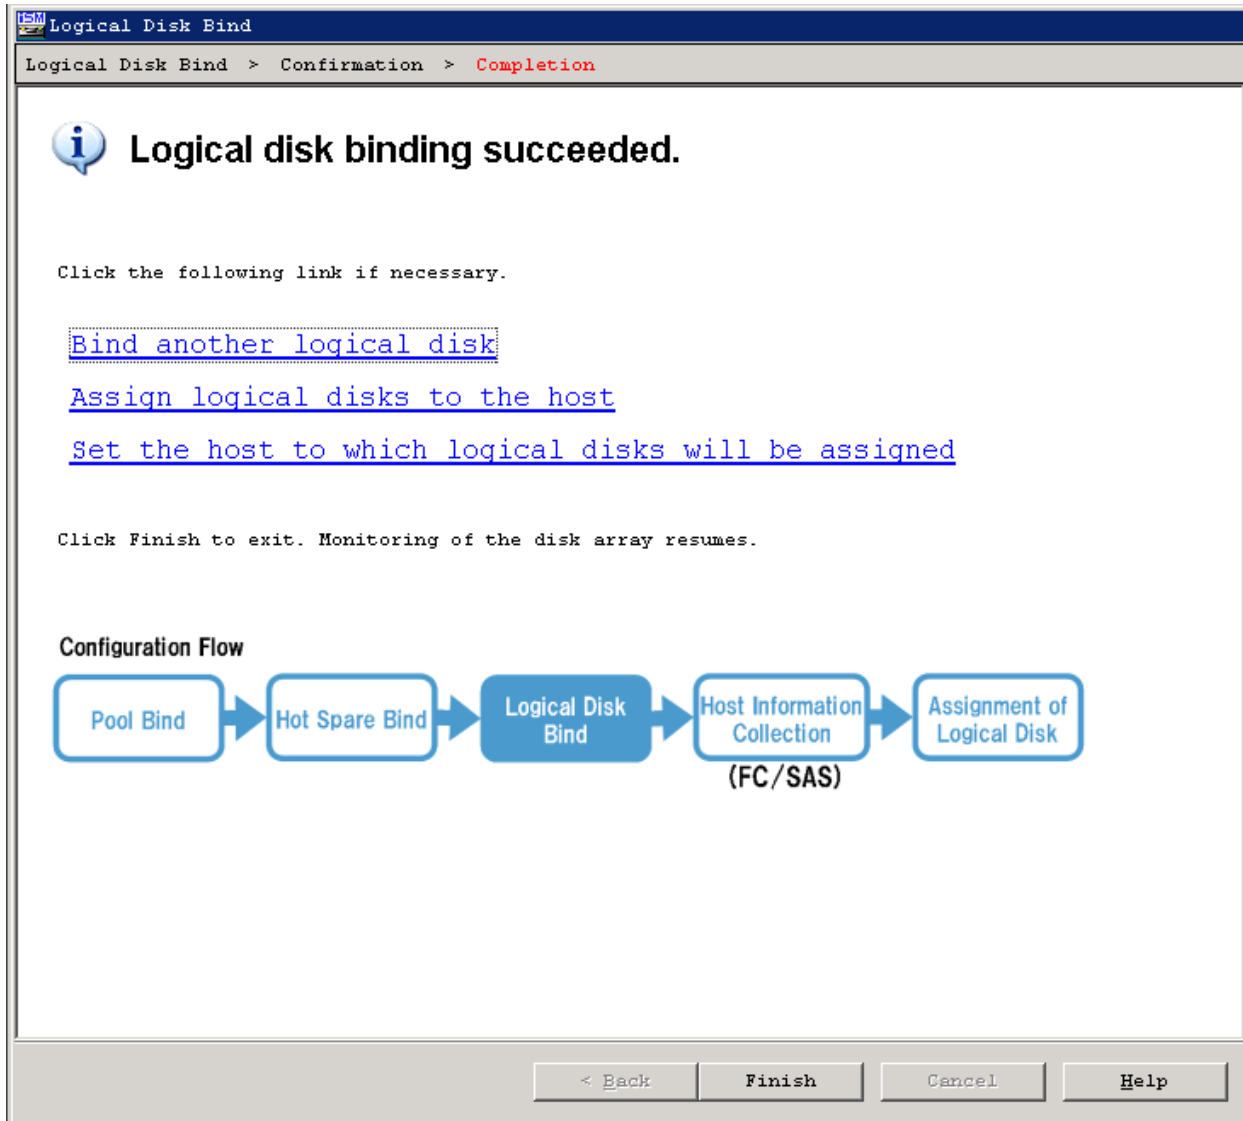 iSM
Logical Disk Bind
Logical Disk Bind > Confirmation > Completion
i Logical disk binding succeeded.
Click the following link if necessary.
Bind another logical disk
Assign logical disks to the host
Set the host to which logical disks will be assigned
Click Finish to exit. Monitoring of the disk array resumes.
Configuration Flow
Pool Bind
Hot Spare Bind
Logical Disk
Bind
Host Information
Collection
(FC/SAS)
Assignment of
Logical Disk
< Back Finish Cancel Help